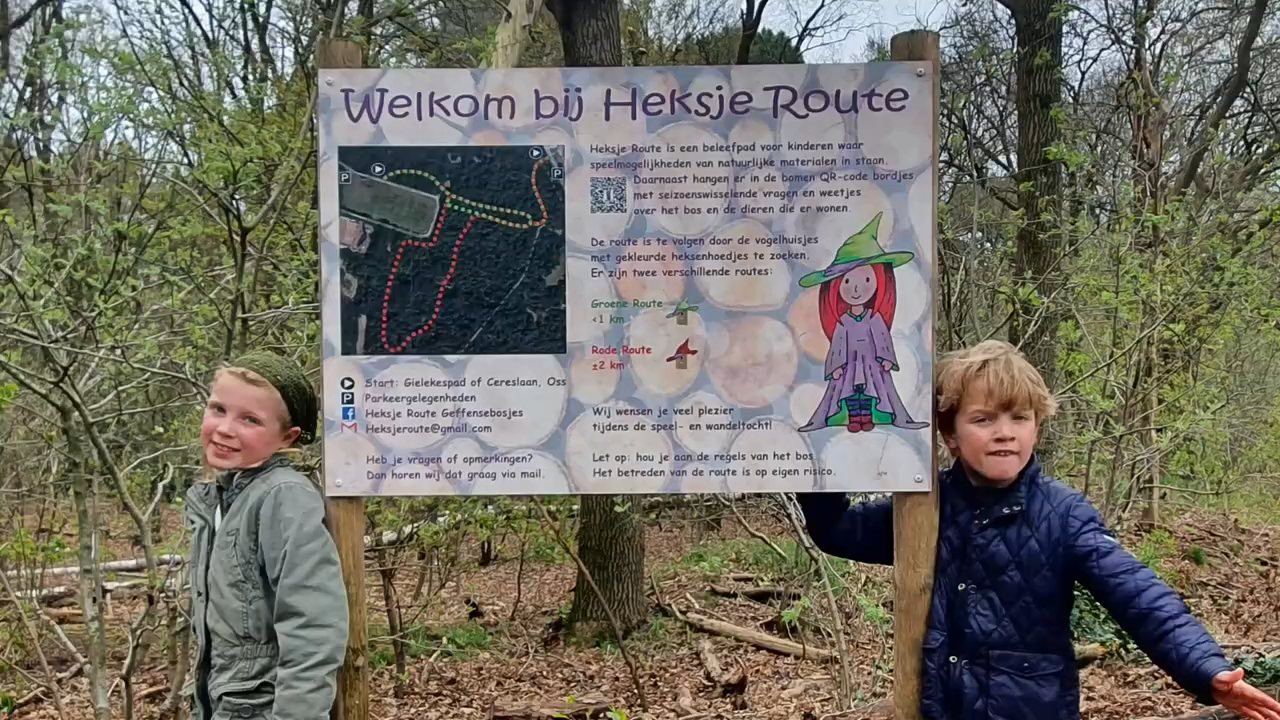 Welkom bij Heksje Route
Heksje Route is een beleefpad voor kinderen waar
speelmogelijkheden van natuurlijke materialen in staan.
Daarnaast hangen er in de bomen QR-code bordjes
met seizoenswisselende vragen en weetjes
over het bos en de dieren die er wonen.
De route is te volgen door de vogelhuisjes
met gekleurde heksenhoedjes te zoeken.
Er zijn twee verschillende routes:
Groene Route
<1 km
Rode Route
±2 km
Wij wensen je veel plezier
tijdens de speel- en wandeltocht!
Let op: hou je aan de regels van het bos.
Het betreden van de route is op eigen risico.
P
P
Start: Gielekespad of Cereslaan, Oss
P Parkeergelegenheden
f Heksje Route Geffensebosjes
M Heksjeroute@gmail.com
Heb je vragen of opmerkingen?
Dan horen wij dat graag via mail.